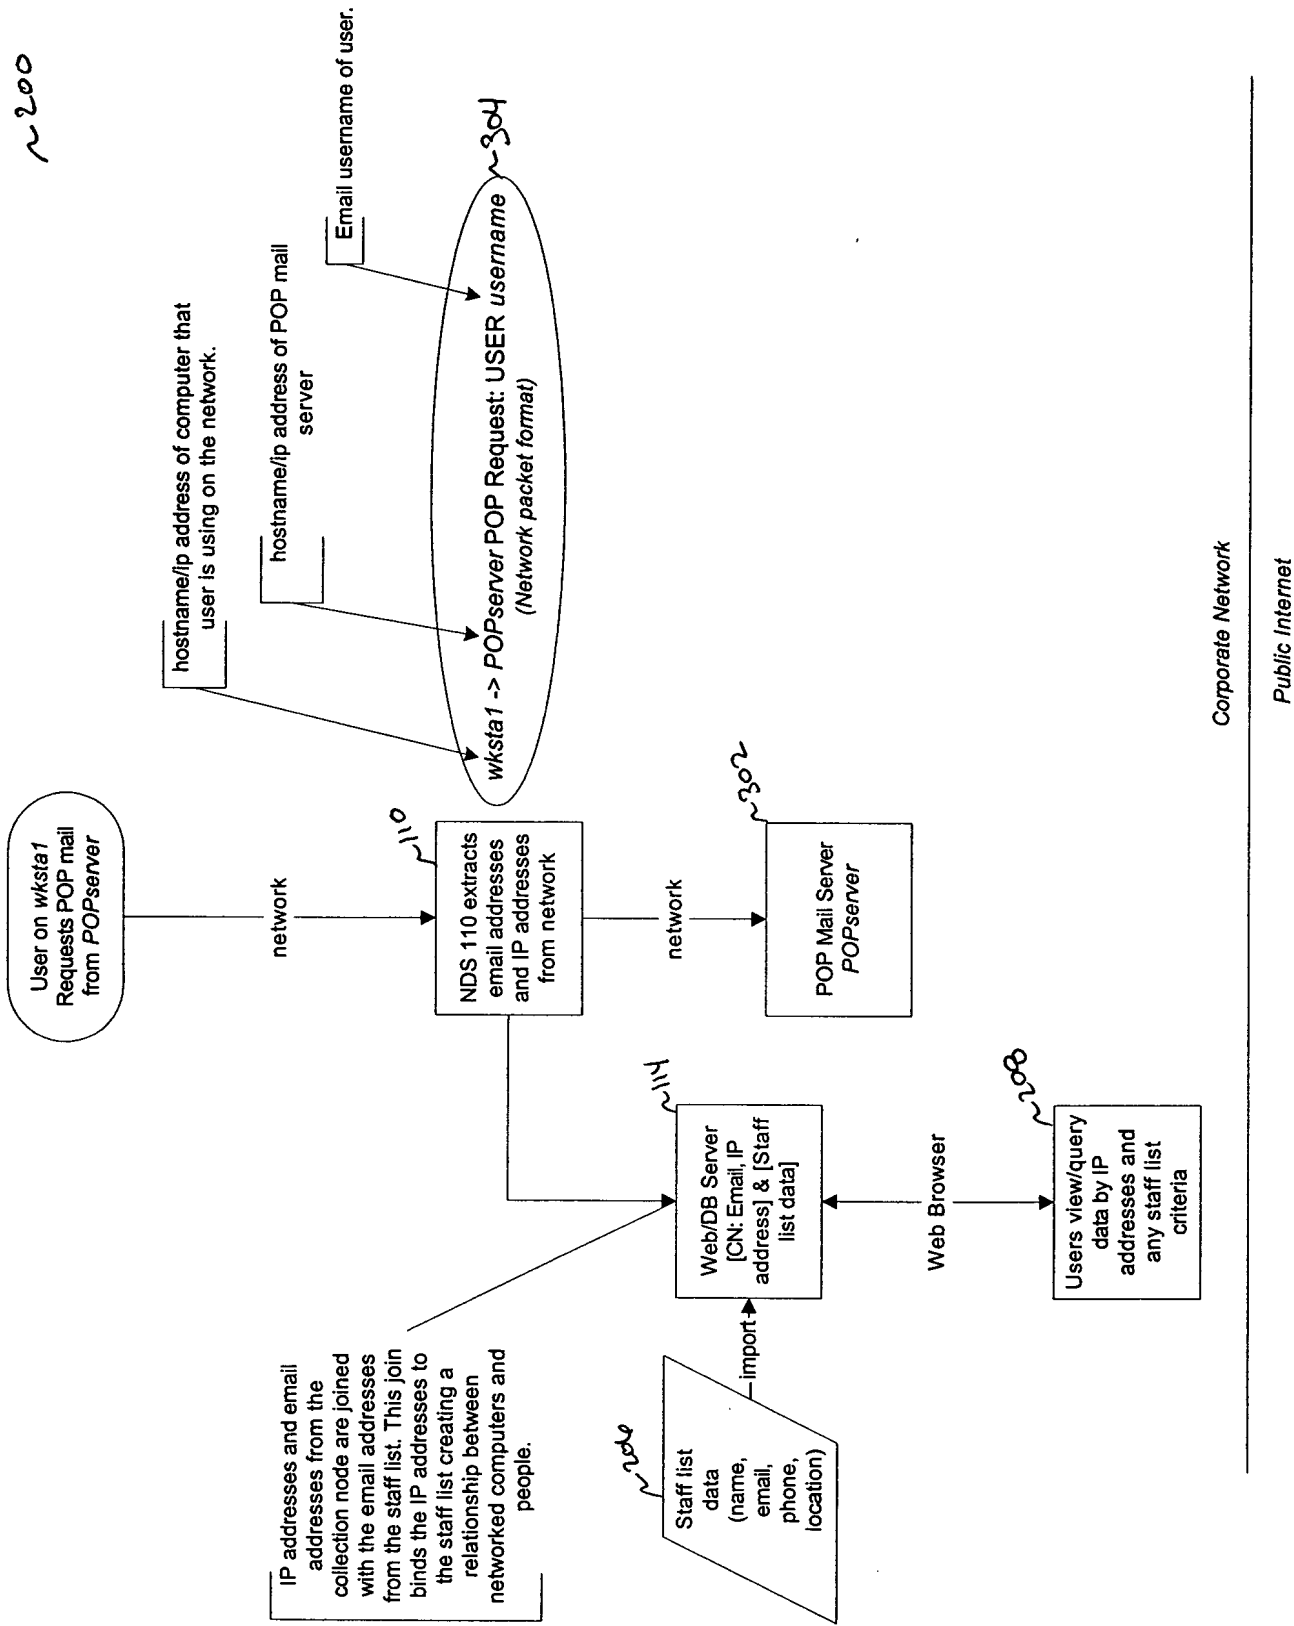 ~200
User on wksta1
Requests POP mail
from POPserver
network
hostname/ip address of computer that
user is using on the network.
hostname/ip address of POP mail
server
Email username of user.
~304
wksta1 -> POPserver POP Request: USER username
(Network packet format)
~110
NDS 110 extracts
email addresses
and IP addresses
from network
network
~302
POP Mail Server
POPserver
IP addresses and email
addresses from the
collection node are joined
with the email addresses
from the staff list. This join
binds the IP addresses to
the staff list creating a
relationship between
networked computers and
people.
~114
Web/DB Server
[CN: Email, IP
address] & [Staff
list data]
~206
Staff list
data
(name,
email,
phone,
location)
import
Web Browser
~208
Users view/query
data by IP
addresses and
any staff list
criteria
Corporate Network
Public Internet